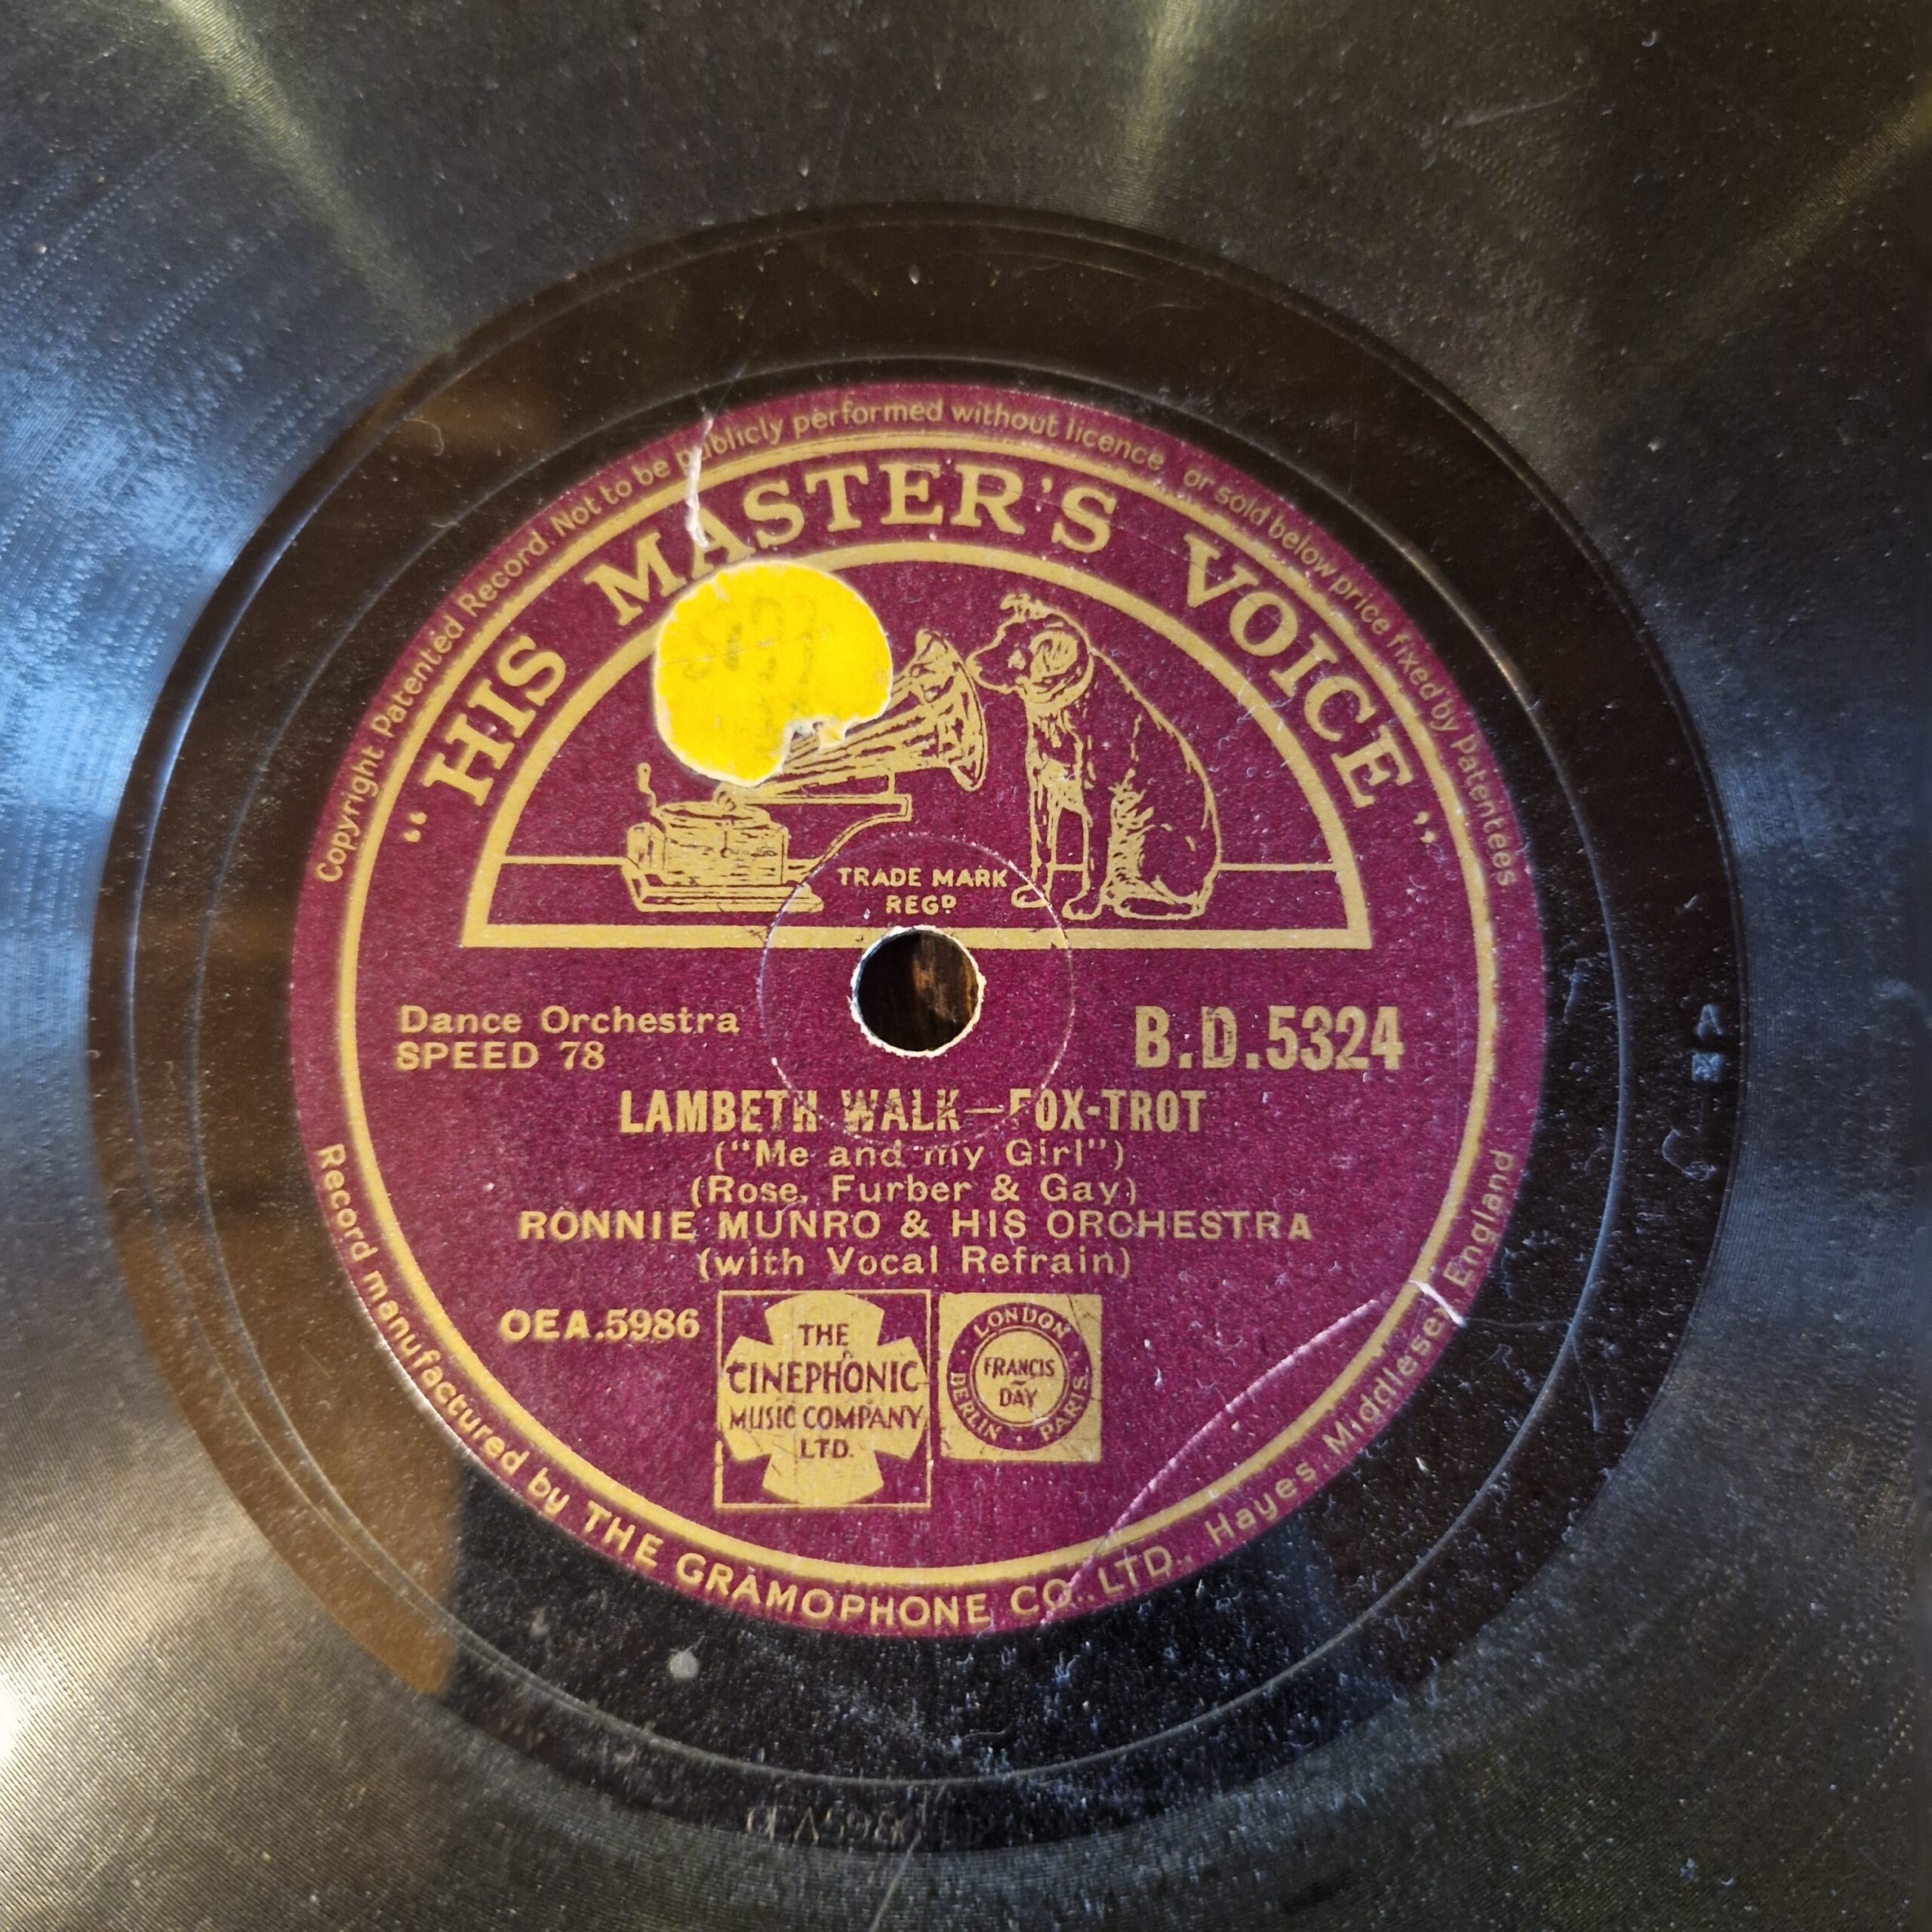 Copyright Patented Record. Not to be publicly performed without licence or sold below price fixed by Patentees
“HIS MASTER'S VOICE”
TRADE MARK
REGD
Dance Orchestra
SPEED 78
B.D.5324
LAMBETH WALK—FOX-TROT
(“Me and my Girl”)
(Rose, Furber & Gay)
RONNIE MUNRO & HIS ORCHESTRA
(with Vocal Refrain)
OEA.5986
THE
CINEPHONIC
MUSIC COMPANY
LTD.
LONDON
FRANCIS
DAY
BERLIN · PARIS
Record manufactured by THE GRAMOPHONE CO., LTD., Hayes, Middlesex, England